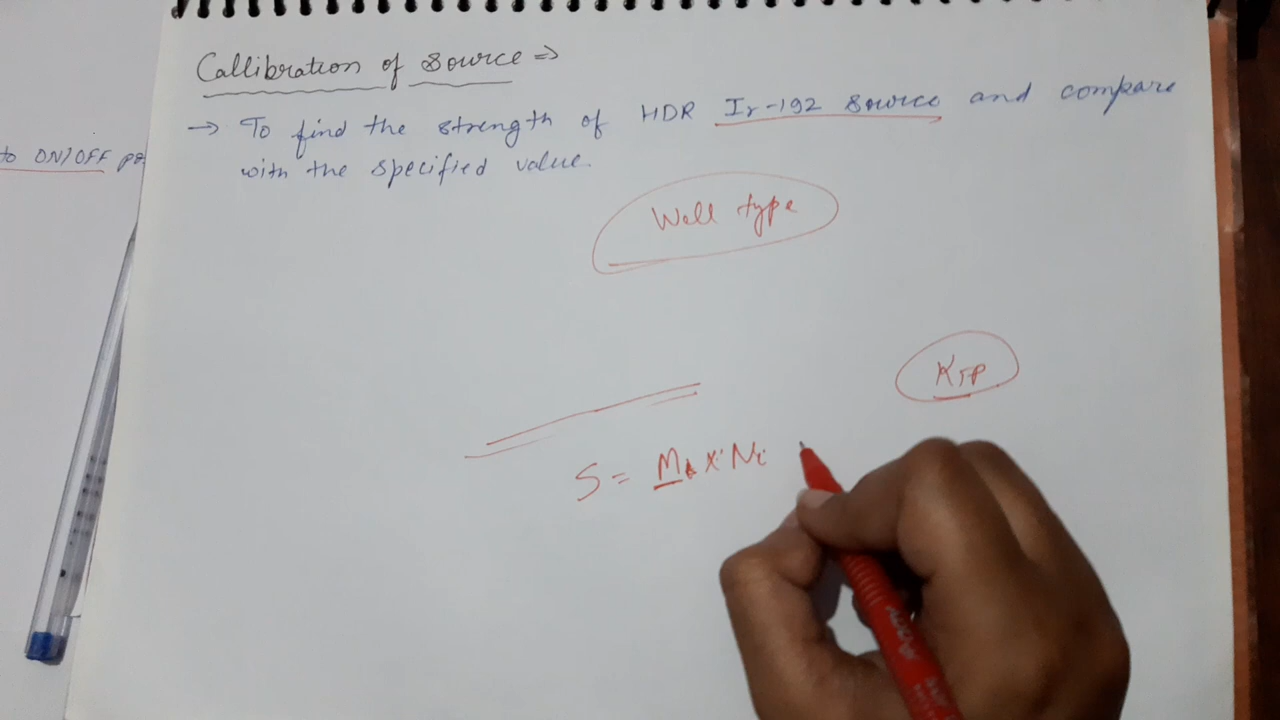 Callibration of source ⇒
→ To find the strength of HDR Ir-192 source and compare
with the specified value.
to ON/OFF
Well type
KTP
S = M